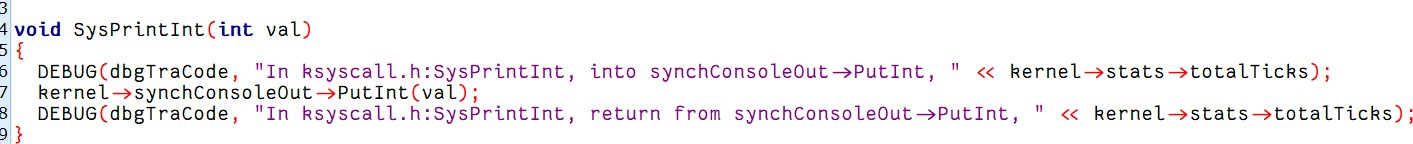 3
4 void SysPrintInt(int val)
5 {
6   DEBUG(dbgTraCode, "In ksyscall.h:SysPrintInt, into synchConsoleOut->PutInt, " << kernel->stats->totalTicks);
7   kernel->synchConsoleOut->PutInt(val);
8   DEBUG(dbgTraCode, "In ksyscall.h:SysPrintInt, return from synchConsoleOut->PutInt, " << kernel->stats->totalTicks);
9 }